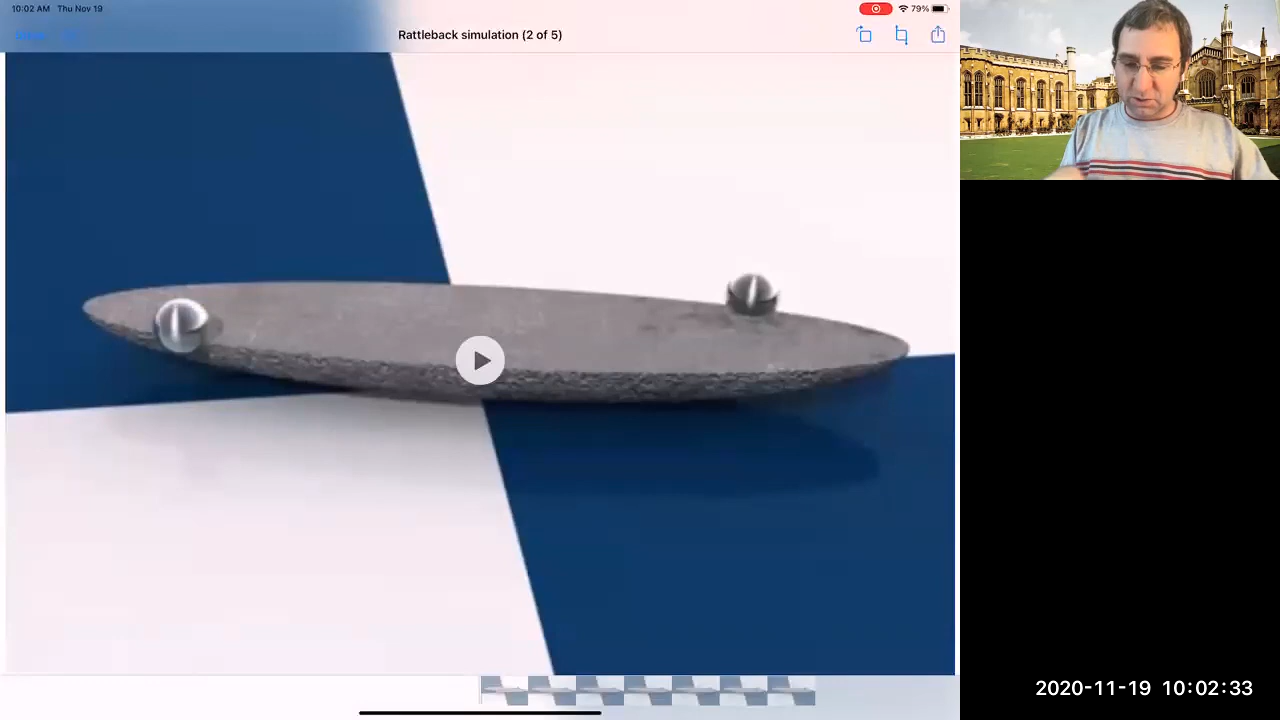 10:02 AM Thu Nov 19
79%
Rattleback simulation (2 of 5)
2020-11-19 10:02:33